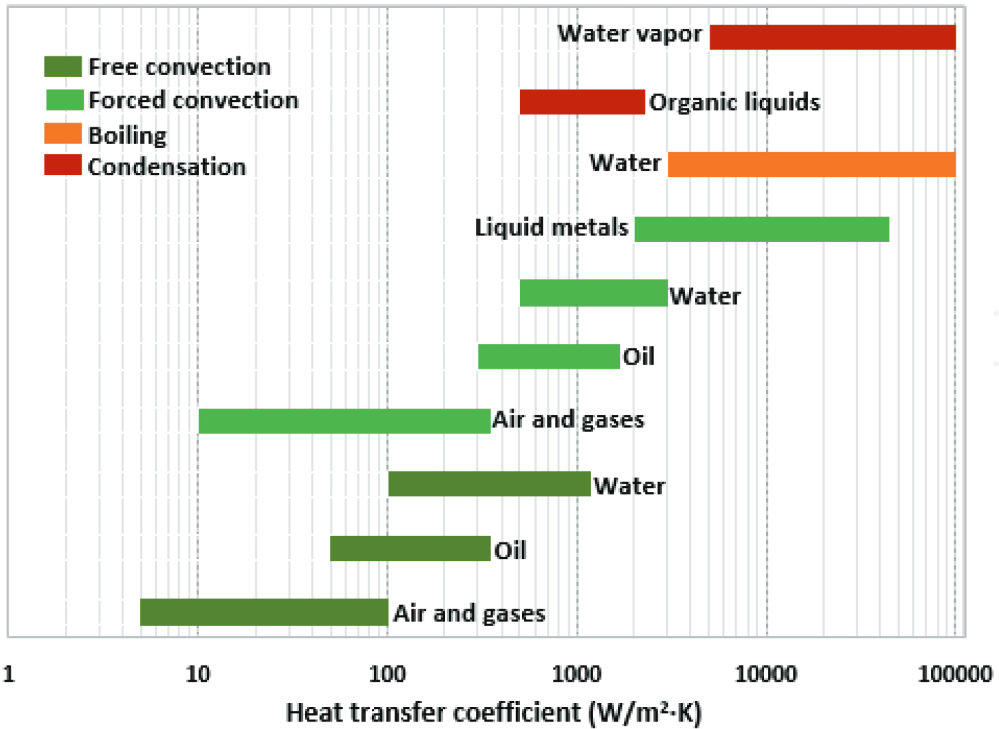 Water vapor
Free convection
Forced convection
Boiling
Condensation
Organic liquids
Water
Liquid metals
Water
Oil
Air and gases
Water
Oil
Air and gases
1 10 100 1000 10000 100000
Heat transfer coefficient (W/m²·K)